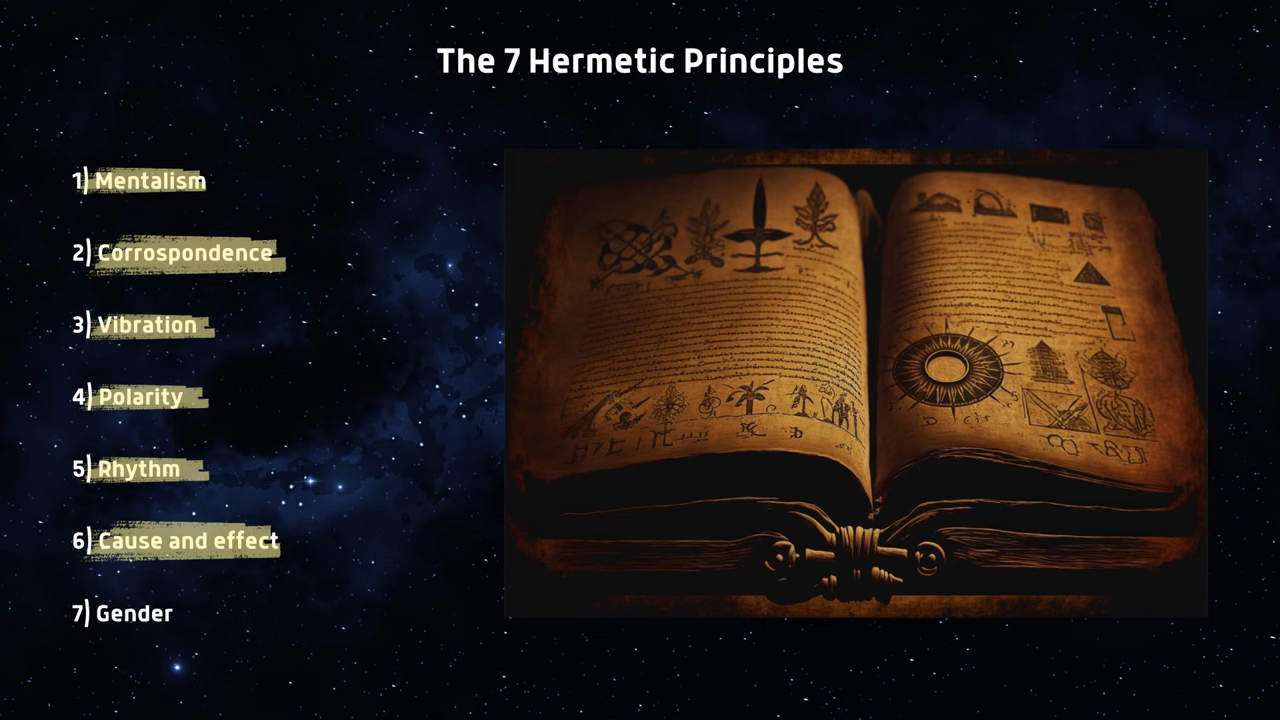 The 7 Hermetic Principles
1) Mentalism
2) Corrospondence
3) Vibration
4) Polarity
5) Rhythm
6) Cause and effect
7) Gender